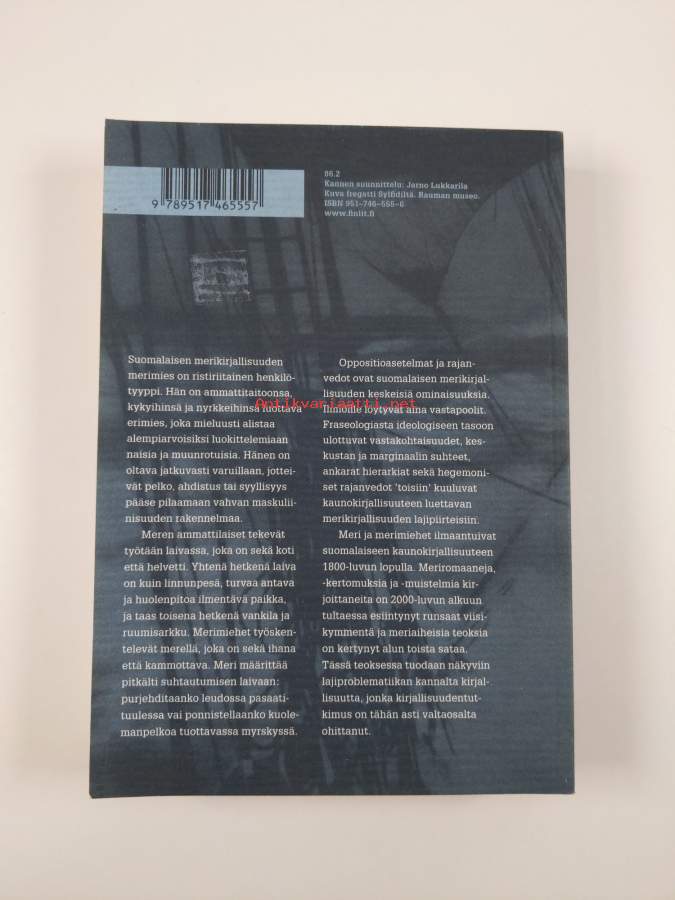 9 789517 465557
86.2
Kannen suunnittelu: Jarno Lukkarila
Kuva fregatti Sylfidiltä. Rauman museo.
ISBN 951-746-555-6
www.finlit.fi
Suomalaisen merikirjallisuuden
merimies on ristiriitainen henkilö-
tyyppi. Hän on ammattitaitoonsa,
kykyihinsä ja nyrkkeihinsä luottava
erimies, joka mieluusti alistaa
alempiarvoisiksi luokittelemiaan
naisia ja muunrotuisia. Hänen on
oltava jatkuvasti varuillaan, jottei-
vät pelko, ahdistus tai syyllisyys
pääse pilaamaan vahvan maskulii-
nisuuden rakennelmaa.
Meren ammattilaiset tekevät
työtään laivassa, joka on sekä koti
että helvetti. Yhtenä hetkenä laiva
on kuin linnunpesä, turvaa antava
ja huolenpitoa ilmentävä paikka,
ja taas toisena hetkenä vankila ja
ruumisarkku. Merimiehet työsken-
televät merellä, joka on sekä ihana
että kammottava. Meri määrittää
pitkälti suhtautumisen laivaan:
purjehditaanko leudossa pasaati-
tuulessa vai ponnistellaanko kuole-
manpelkoa tuottavassa myrskyssä.
Oppositioasetelmat ja rajan-
vedot ovat suomalaisen merikirjal-
lisuuden keskeisiä ominaisuuksia.
Ilmiöille löytyvät aina vastapoolit.
Fraseologiasta ideologiseen tasoon
ulottuvat vastakohtaisuudet, kes-
kustan ja marginaalin suhteet,
ankarat hierarkiat sekä hegemoni-
set rajanvedot 'toisiin' kuuluvat
kaunokirjallisuuteen luettavan
merikirjallisuuden lajipiirteisiin.
Meri ja merimiehet ilmaantuivat
suomalaiseen kaunokirjallisuuteen
1800-luvun lopulla. Meriromaaneja,
-kertomuksia ja -muistelmia kir-
joittaneita on 2000-luvun alkuun
tultaessa esiintynyt runsaat viisi-
kymmentä ja meriaiheisia teoksia
on kertynyt alun toista sataa.
Tässä teoksessa tuodaan näkyviin
lajiproblematiikan kannalta kirjal-
lisuutta, jonka kirjallisuudentut-
kimus on tähän asti valtaosalta
ohittanut.
Antikvariaatti.net